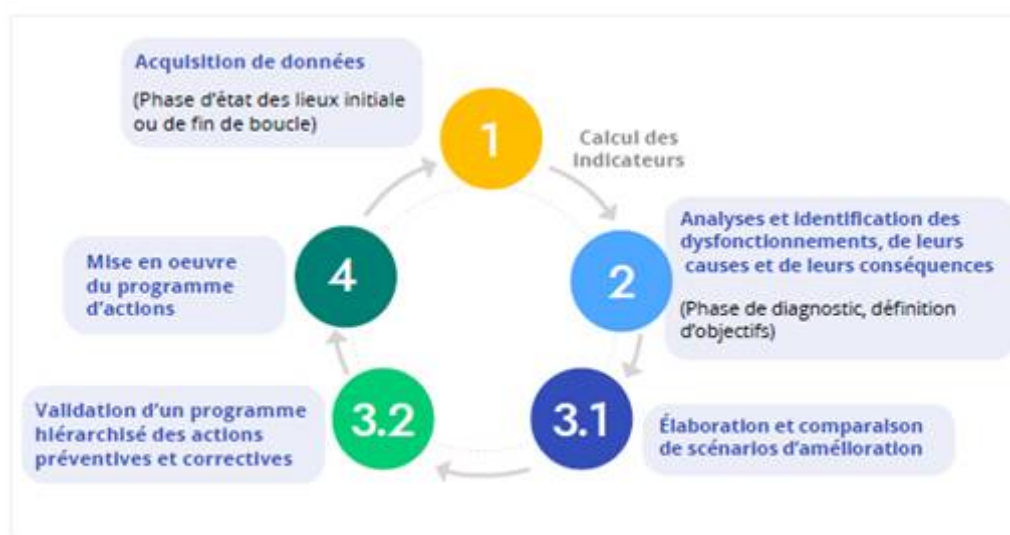 Acquisition de données
(Phase d'état des lieux initiale
ou de fin de boucle)
1
Calcul des
indicateurs
Analyses et identification des
dysfonctionnements, de leurs
causes et de leurs conséquences
(Phase de diagnostic, définition
d'objectifs)
2
3.1
Élaboration et comparaison
de scénarios d'amélioration
3.2
Validation d'un programme
hiérarchisé des actions
préventives et correctives
4
Mise en oeuvre
du programme
d'actions